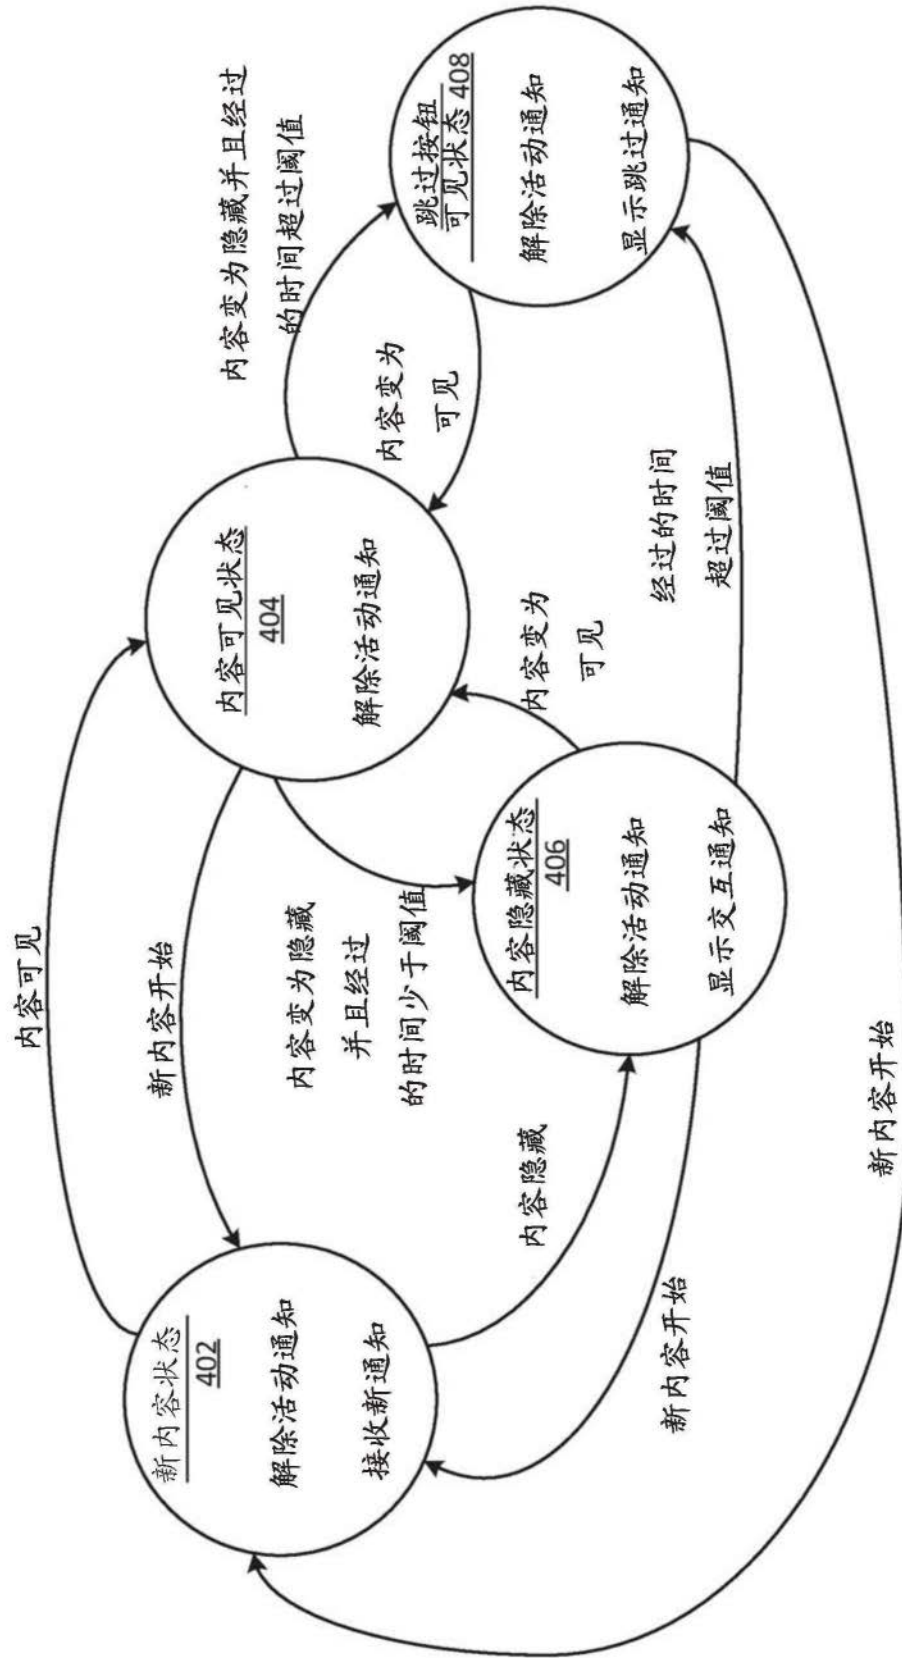 内容可见
新内容开始
新内容状态
402
解除活动通知
接收新通知
内容可见状态
404
解除活动通知
内容变为隐藏并且经过
的时间超过阈值
内容变为
可见
跳过按钮
可见状态 408
解除活动通知
显示跳过通知
内容变为隐藏
并且经过
的时间少于阈值
内容变为
可见
内容隐藏
内容隐藏状态
406
解除活动通知
显示交互通知
经过的时间
超过阈值
新内容开始
新内容开始